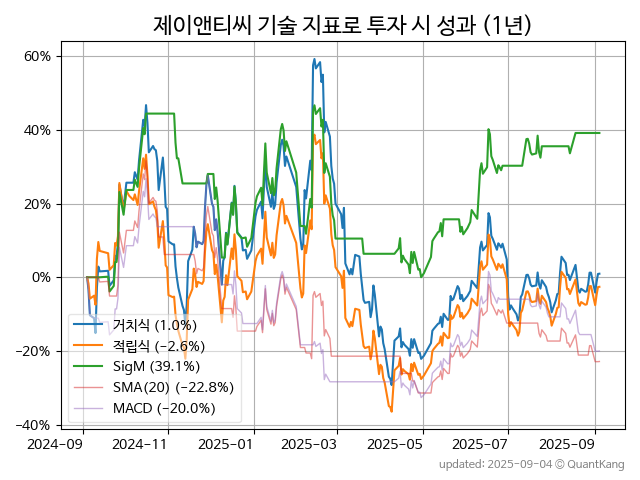 제이앤티씨 기술 지표로 투자 시 성과 (1년)
60%
40%
20%
0%
−20%
−40%
거치식 (1.0%)
적립식 (−2.6%)
SigM (39.1%)
SMA(20) (−22.8%)
MACD (−20.0%)
2024-09
2024-11
2025-01
2025-03
2025-05
2025-07
2025-09
updated: 2025-09-04 © QuantKang